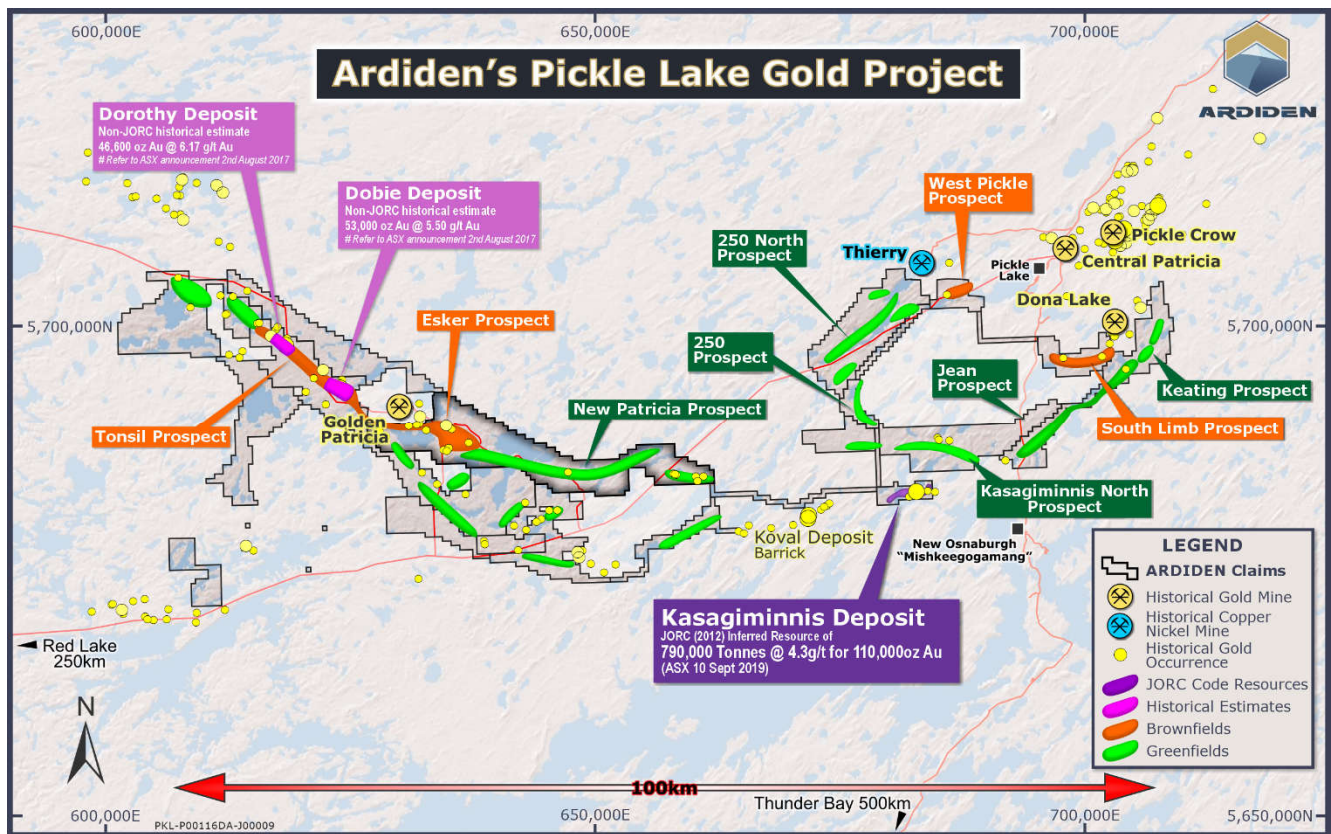 600,000E
650,000E
700,000E
Ardiden's Pickle Lake Gold Project
ARDIDEN
Dorothy Deposit
Non-JORC historical estimate
46,600 oz Au @ 6.17 g/t Au
# Refer to ASX announcement 2nd August 2017
Dobie Deposit
Non-JORC historical estimate
53,000 oz Au @ 5.50 g/t Au
# Refer to ASX announcement 2nd August 2017
West Pickle
Prospect
250 North
Prospect
Thierry
Pickle
Lake
Pickle Crow
Central Patricia
Dona Lake
5,700,000N
5,700,000N
Esker Prospect
250
Prospect
Jean
Prospect
Keating Prospect
Tonsil Prospect
Golden
Patricia
New Patricia Prospect
South Limb Prospect
Kasagiminnis North
Prospect
Koval Deposit
Barrick
New Osnaburgh
"Mishkeegogamang"
Kasagiminnis Deposit
JORC (2012) Inferred Resource of
790,000 Tonnes @ 4.3g/t for 110,000oz Au
(ASX 10 Sept 2019)
LEGEND
ARDIDEN Claims
Historical Gold Mine
Historical Copper
Nickel Mine
Historical Gold
Occurrence
JORC Code Resources
Historical Estimates
Brownfields
Greenfields
Red Lake
250km
N
100km
Thunder Bay 500km
600,000E
650,000E
700,000E
5,650,000N
PKL-P00116DA-J00009